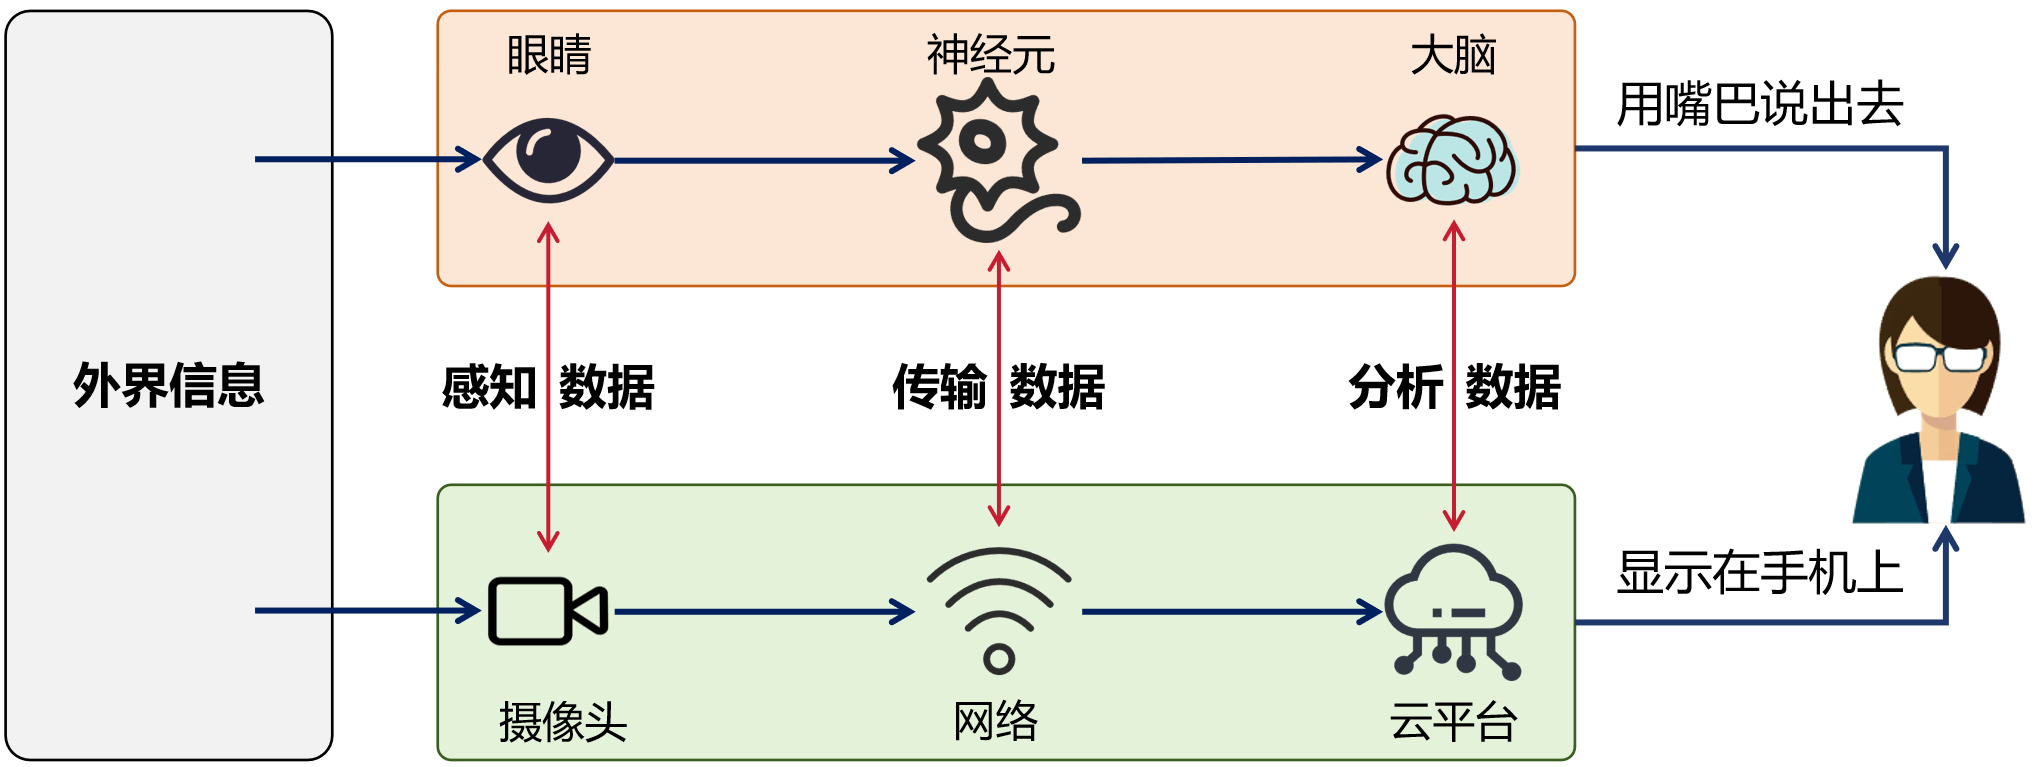 眼睛
神经元
大脑
用嘴巴说出去
外界信息
感知 数据
传输 数据
分析 数据
显示在手机上
摄像头
网络
云平台